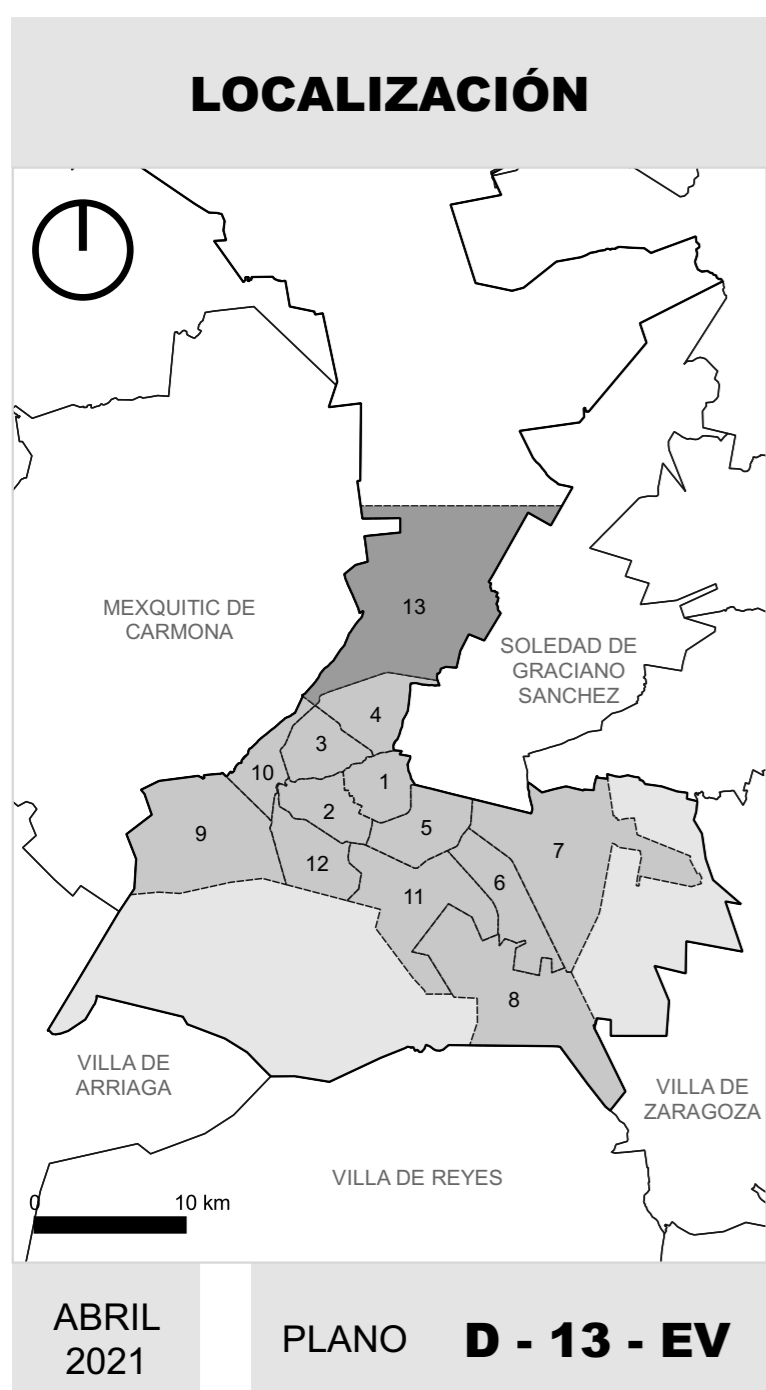 LOCALIZACIÓN
13
MEXQUITIC DE
CARMONA
SOLEDAD DE
GRACIANO
SANCHEZ
4
3
10
1
2
9
5
7
12
6
11
8
VILLA DE
ARRIAGA
VILLA DE
ZARAGOZA
VILLA DE REYES
0 10 km
ABRIL
2021
PLANO D - 13 - EV